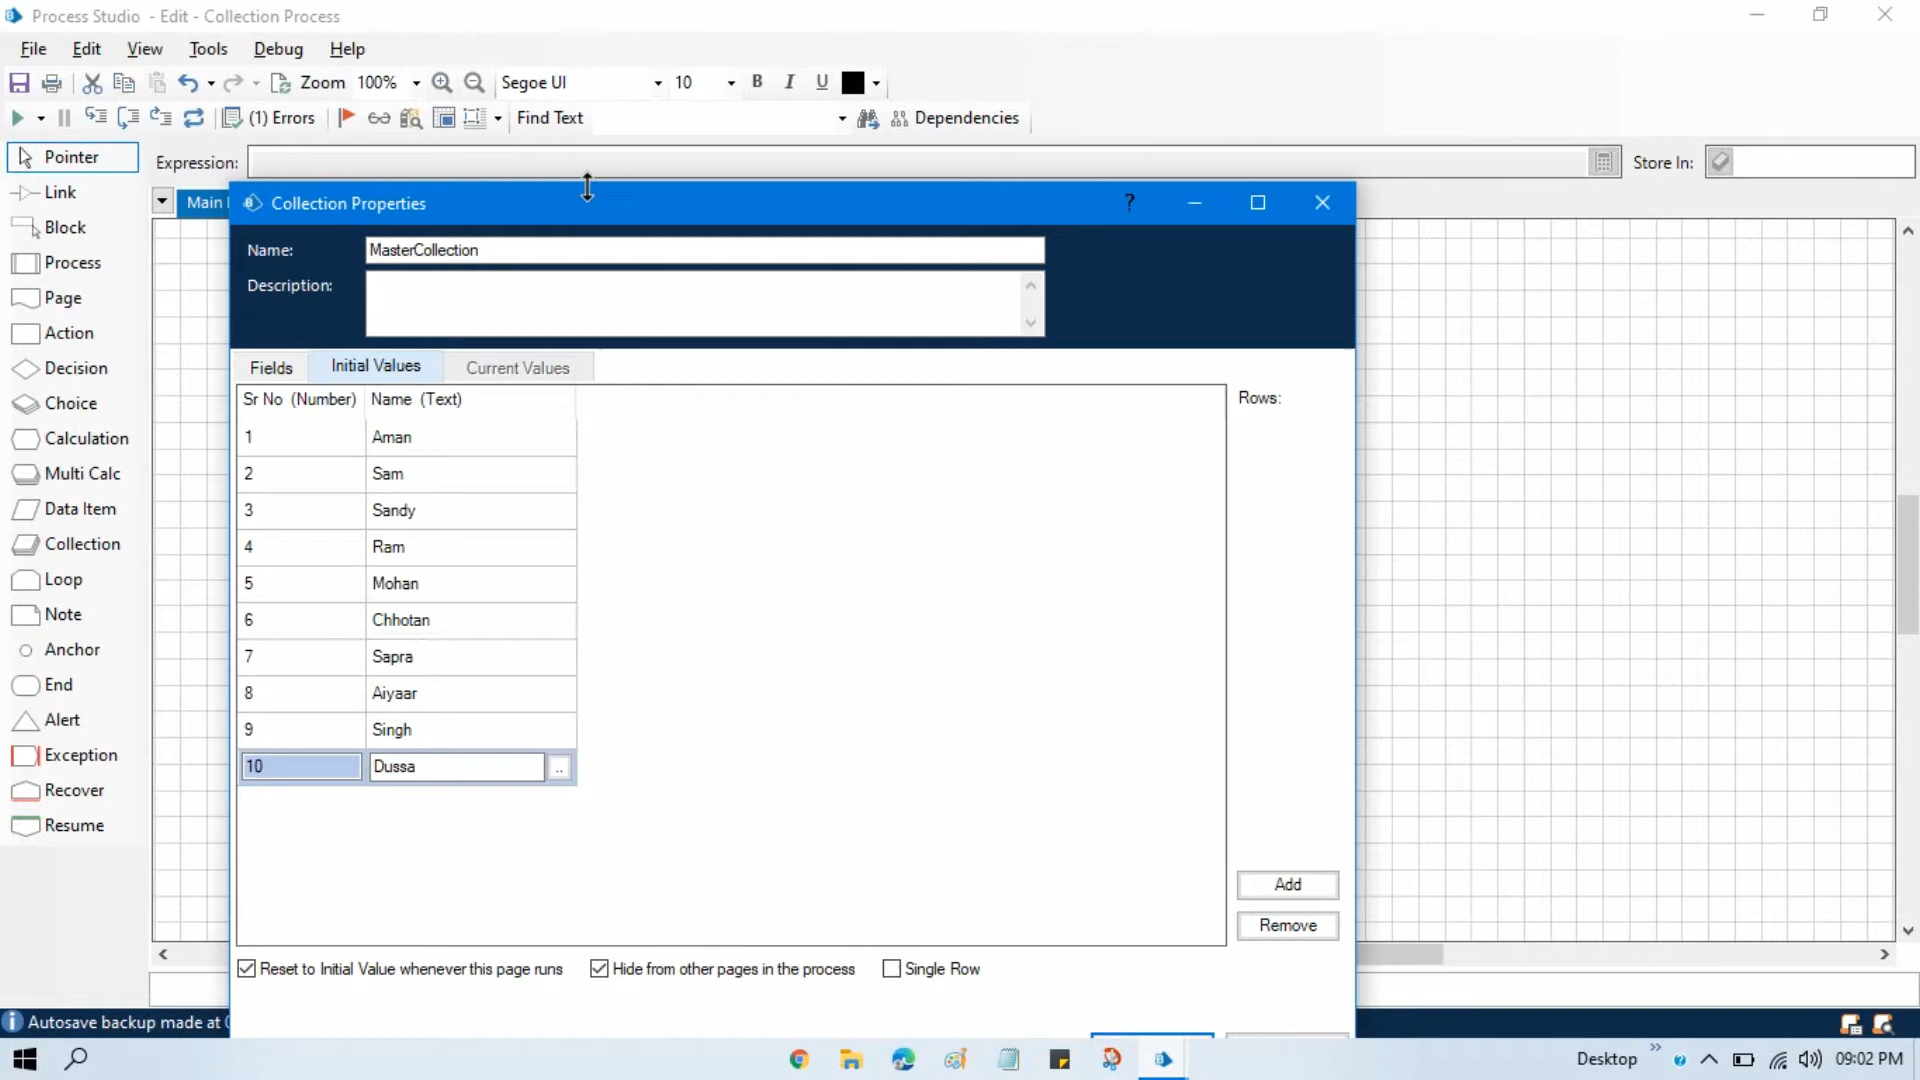 Process Studio - Edit - Collection Process
File Edit View Tools Debug Help
Zoom 100% Segoe UI 10 B I U
(1) Errors Find Text Dependencies
Pointer
Expression:
Store In:
Link
Main
Collection Properties
?
Block
Name: MasterCollection
Process
Description:
Page
Action
Decision
Fields Initial Values Current Values
Choice
Sr No (Number) Name (Text)
Rows:
Calculation
1 Aman
Multi Calc
2 Sam
Data Item
3 Sandy
Collection
4 Ram
Loop
5 Mohan
Note
6 Chhotan
Anchor
7 Sapra
End
8 Aiyaar
Alert
9 Singh
Exception
10 Dussa ..
Recover
Resume
Add
Remove
Reset to Initial Value whenever this page runs Hide from other pages in the process Single Row
Autosave backup made at
Desktop 09:02 PM